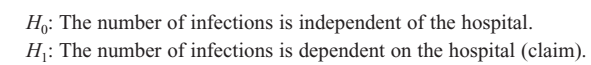 H₀: The number of infections is independent of the hospital.
H₁: The number of infections is dependent on the hospital (claim).